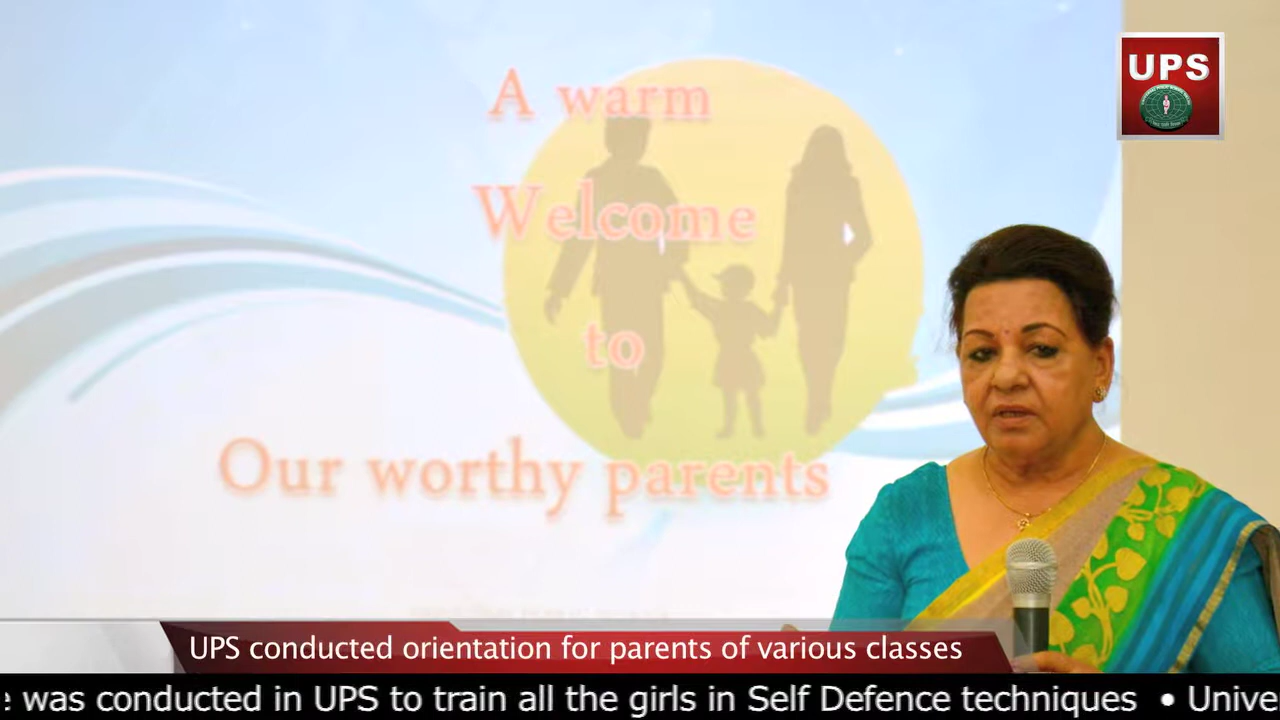 A warm
Welcome
to
Our worthy parents
UPS
UPS conducted orientation for parents of various classes
was conducted in UPS to train all the girls in Self Defence techniques • Unive